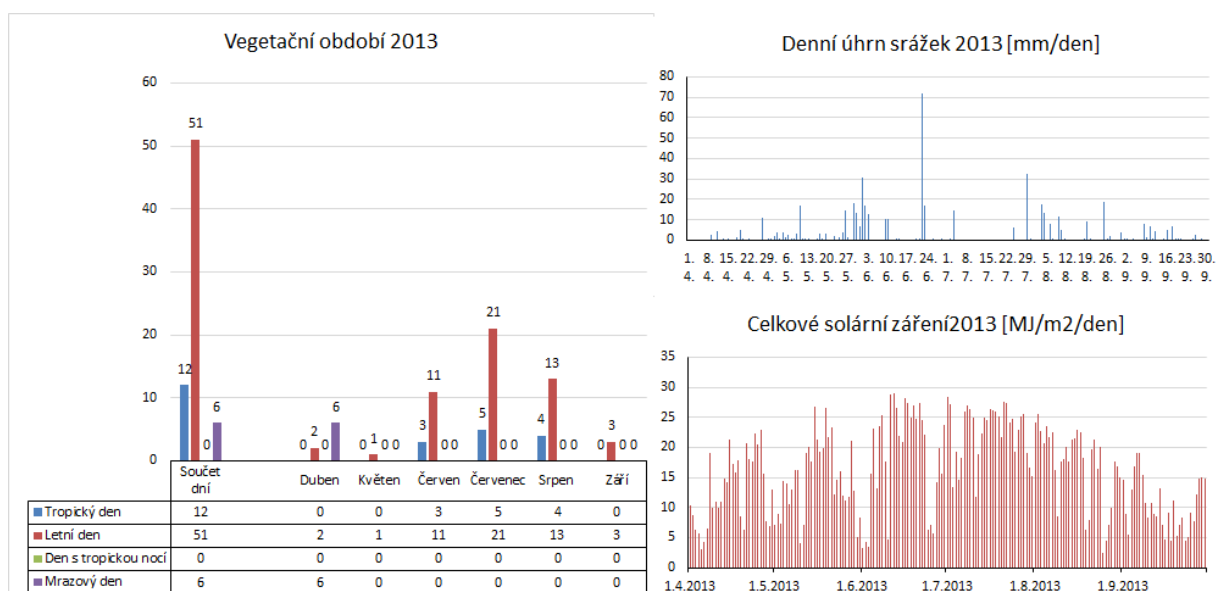 Vegetační období 2013
60
50
40
30
20
10
0
12 51 0 6
0 2 0 6
0 1 0 0
3 11 0 0
5 21 0 0
4 13 0 0
0 3 0 0
Součet dní Duben Květen Červen Červenec Srpen Září
Tropický den 12 0 0 3 5 4 0
Letní den 51 2 1 11 21 13 3
Den s tropickou nocí 0 0 0 0 0 0 0
Mrazový den 6 6 0 0 0 0 0
Denní úhrn srážek 2013 [mm/den]
80
70
60
50
40
30
20
10
0
1. 8. 15. 22. 29. 6. 13. 20. 27. 3. 10. 17. 24. 1. 8. 15. 22. 29. 5. 12. 19. 26. 2. 9. 16. 23. 30.
4. 4. 4. 4. 4. 5. 5. 5. 5. 6. 6. 6. 6. 7. 7. 7. 7. 7. 8. 8. 8. 8. 9. 9. 9. 9. 9.
Celkové solární záření2013 [MJ/m2/den]
35
30
25
20
15
10
5
0
1.4.2013 1.5.2013 1.6.2013 1.7.2013 1.8.2013 1.9.2013